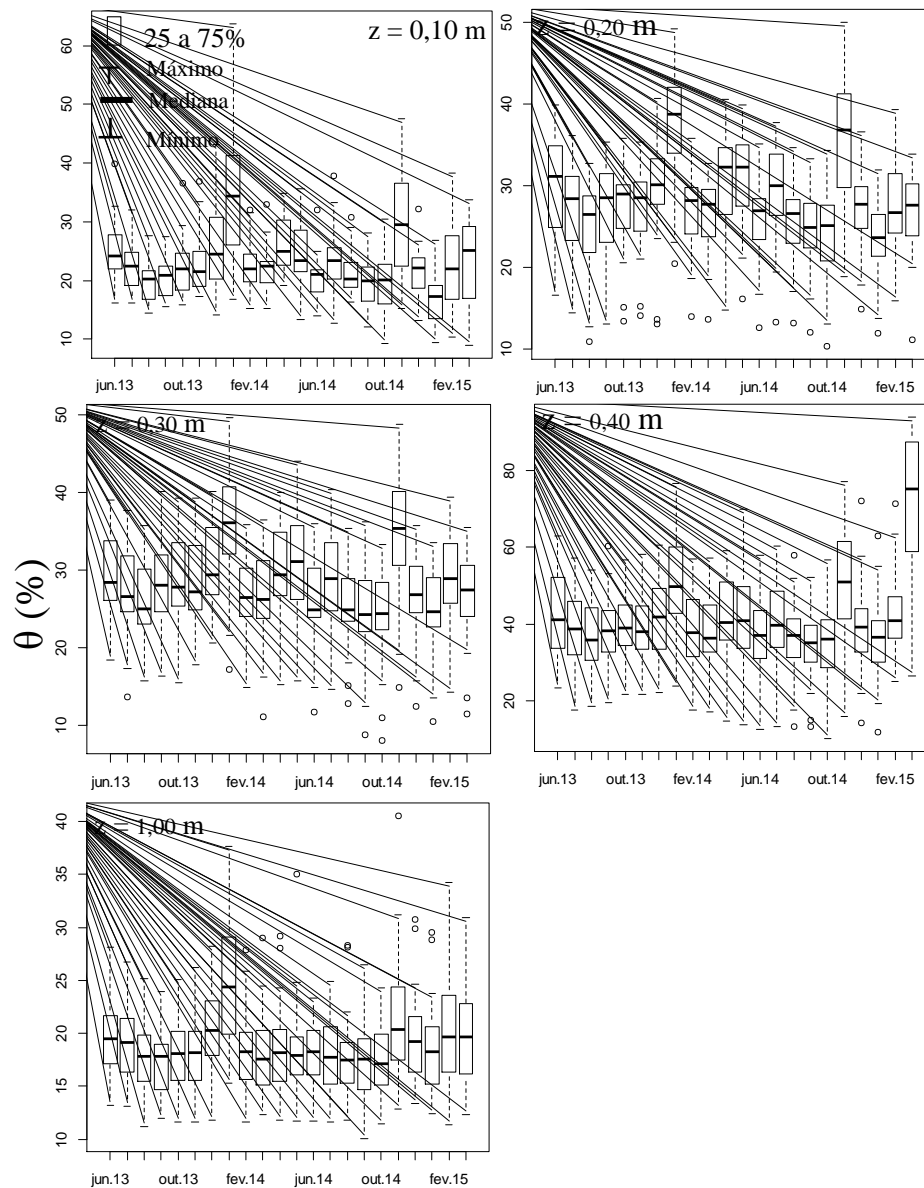 z = 0,10 m
25 a 75%
Máximo
Mediana
Mínimo
60
50
40
30
20
10
jun.13 out.13 fev.14 jun.14 out.14 fev.15
z = 0,20 m
50
40
30
20
10
jun.13 out.13 fev.14 jun.14 out.14 fev.15
θ (%)
z = 0,30 m
50
40
30
20
10
jun.13 out.13 fev.14 jun.14 out.14 fev.15
z = 0,40 m
80
60
40
20
jun.13 out.13 fev.14 jun.14 out.14 fev.15
z = 1,00 m
40
35
30
25
20
15
10
jun.13 out.13 fev.14 jun.14 out.14 fev.15